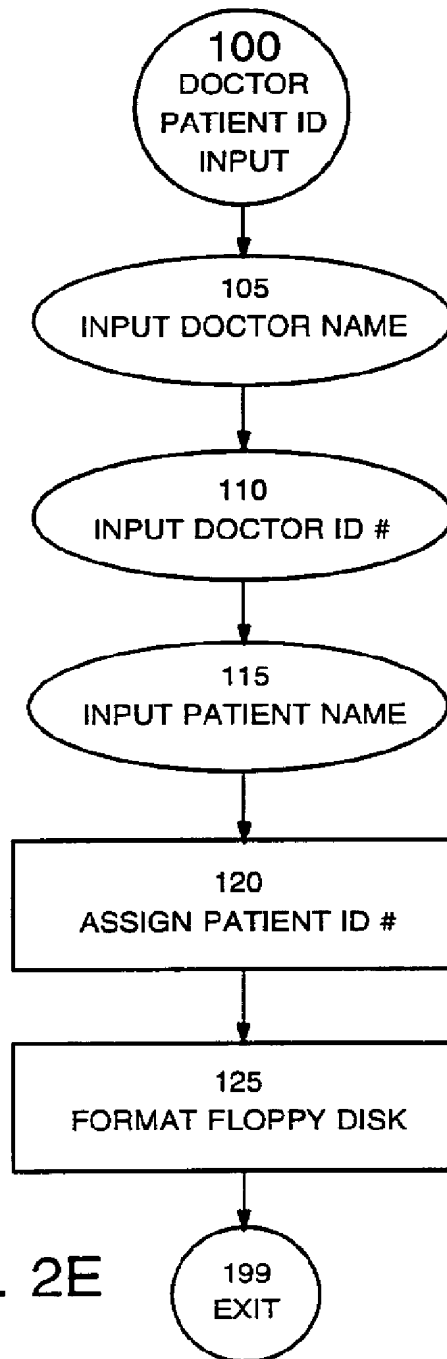 100
DOCTOR
PATIENT ID
INPUT
105
INPUT DOCTOR NAME
110
INPUT DOCTOR ID #
115
INPUT PATIENT NAME
120
ASSIGN PATIENT ID #
125
FORMAT FLOPPY DISK
199
EXIT
. 2E